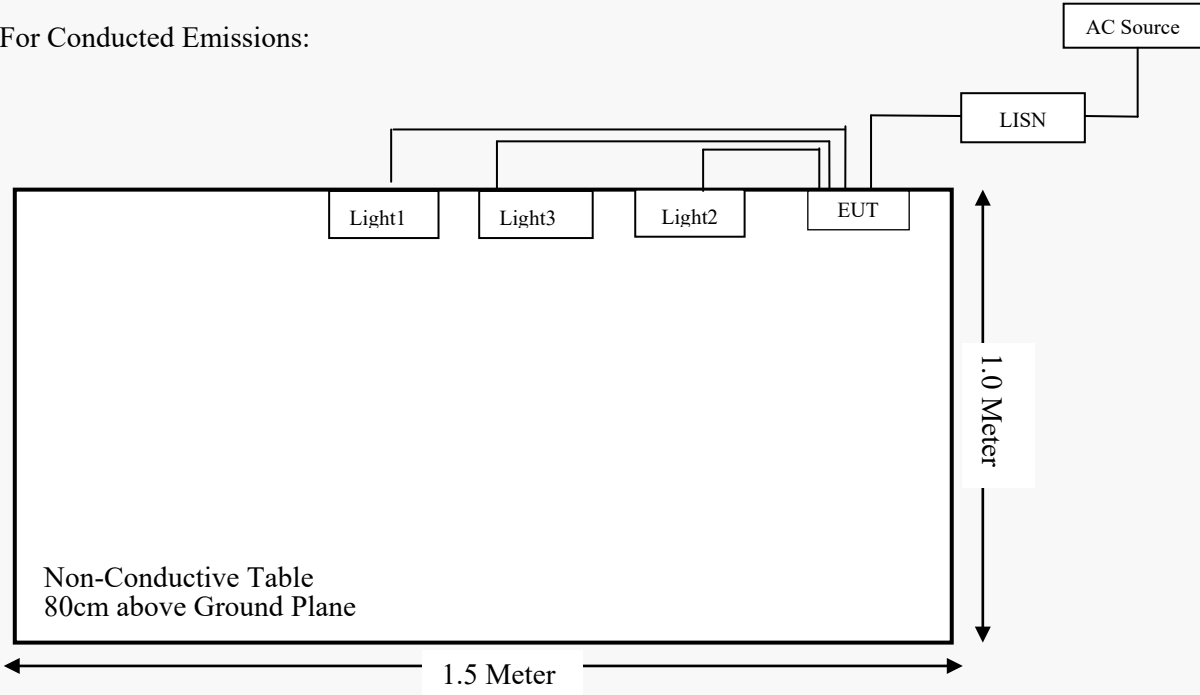 For Conducted Emissions:
AC Source
LISN
Light1
Light3
Light2
EUT
1.0 Meter
Non-Conductive Table
80cm above Ground Plane
1.5 Meter